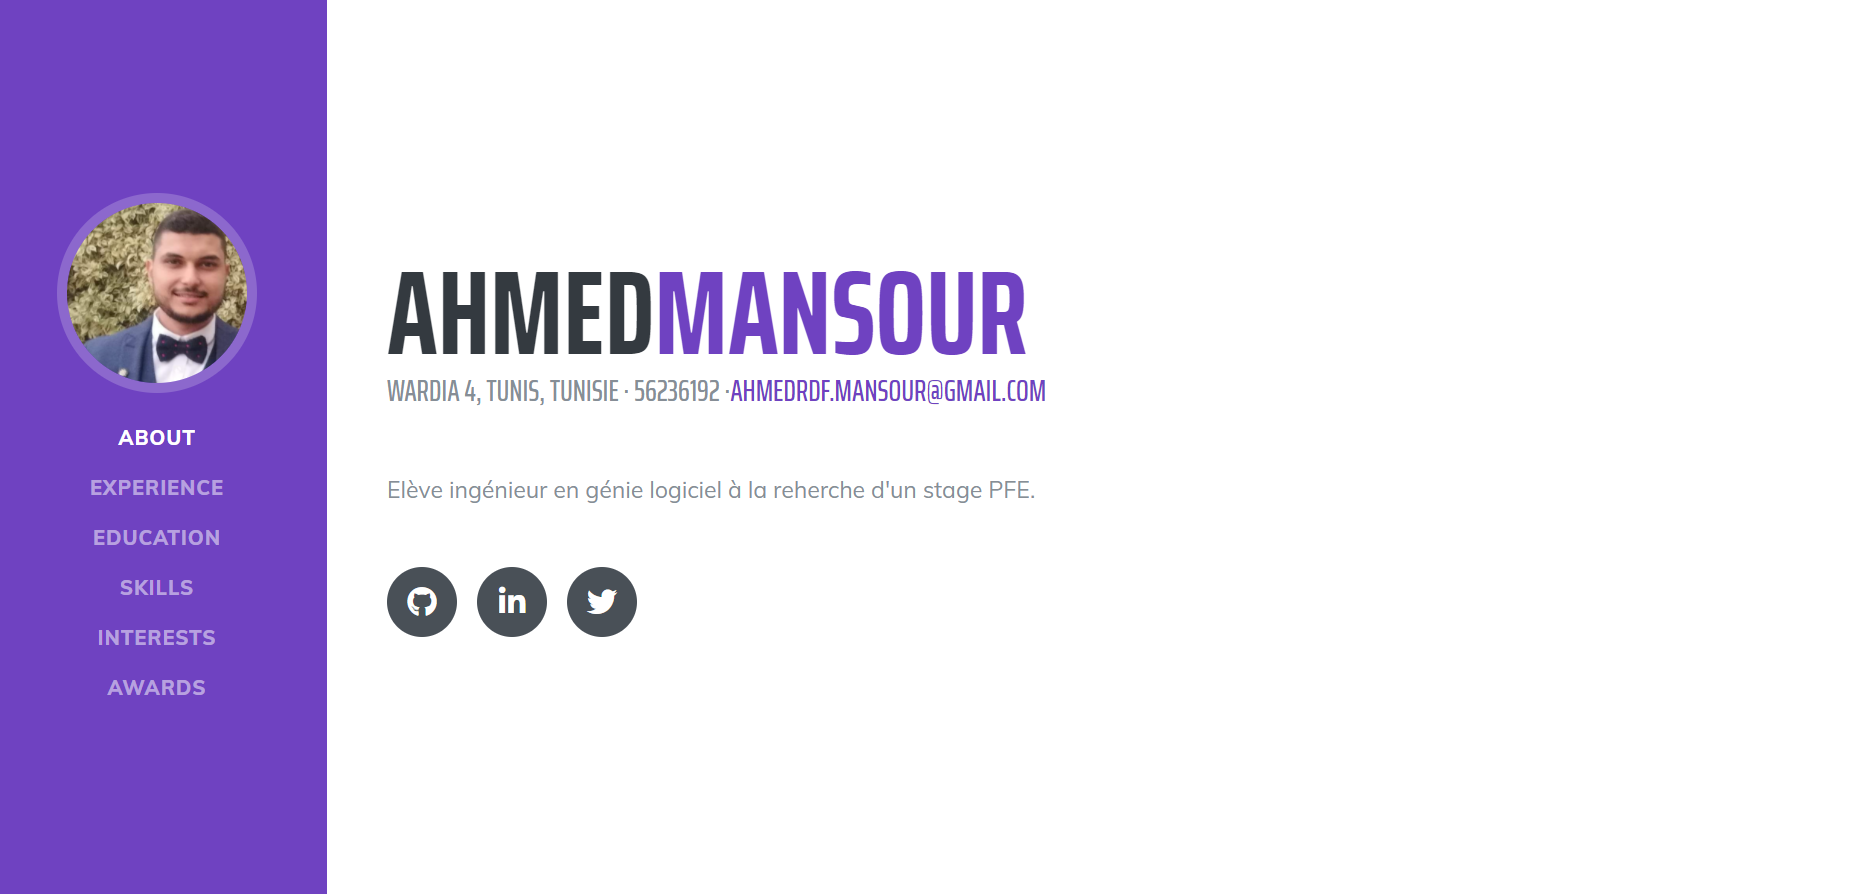 ABOUT
EXPERIENCE
EDUCATION
SKILLS
INTERESTS
AWARDS
AHMEDMANSOUR
WARDIA 4, TUNIS, TUNISIE · 56236192 ·AHMEDRDF.MANSOUR@GMAIL.COM
Elève ingénieur en génie logiciel à la reherche d'un stage PFE.
in